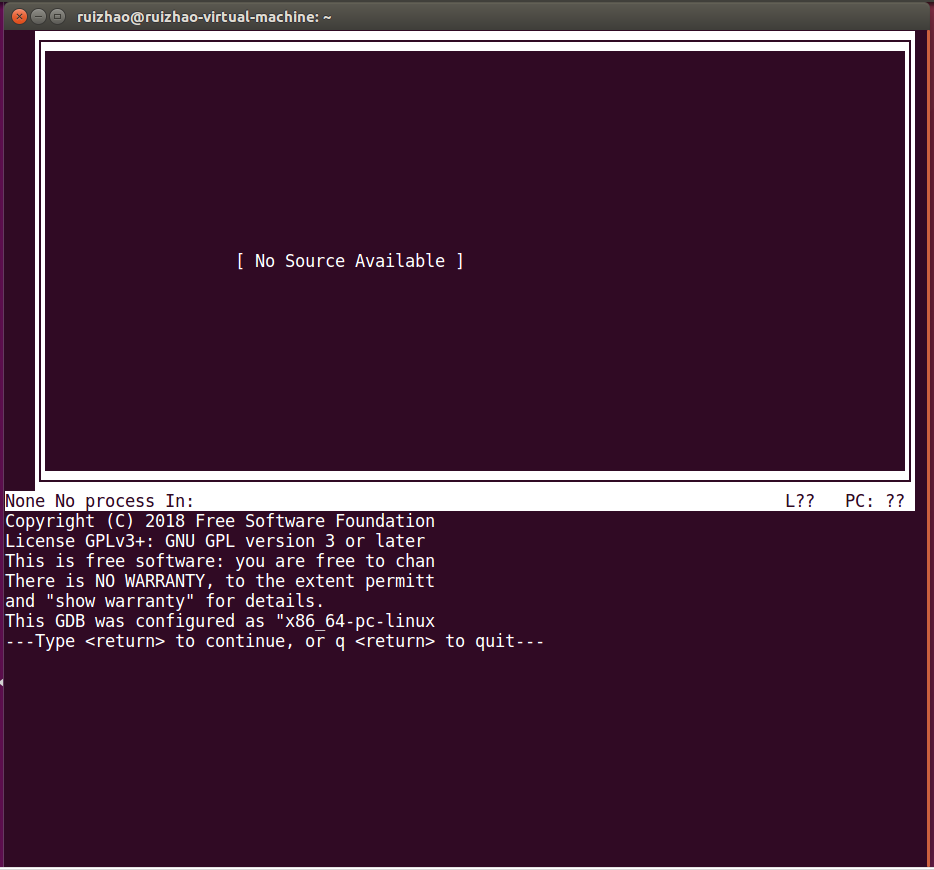 ruizhao@ruizhao-virtual-machine: ~
[ No Source Available ]
None No process In: L?? PC: ??
Copyright (C) 2018 Free Software Foundation
License GPLv3+: GNU GPL version 3 or later
This is free software: you are free to chan
There is NO WARRANTY, to the extent permitt
and "show warranty" for details.
This GDB was configured as "x86_64-pc-linux
---Type <return> to continue, or q <return> to quit---